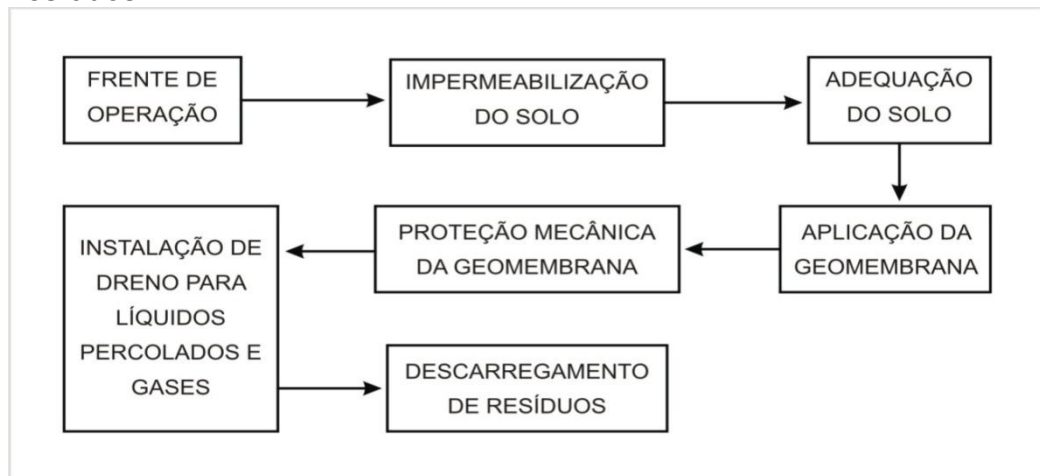 FRENTE DE
OPERAÇÃO
IMPERMEABILIZAÇÃO
DO SOLO
ADEQUAÇÃO
DO SOLO
APLICAÇÃO DA
GEOMEMBRANA
PROTEÇÃO MECÂNICA
DA GEOMEMBRANA
INSTALAÇÃO DE
DRENO PARA
LÍQUIDOS
PERCOLADOS E
GASES
DESCARREGAMENTO
DE RESÍDUOS